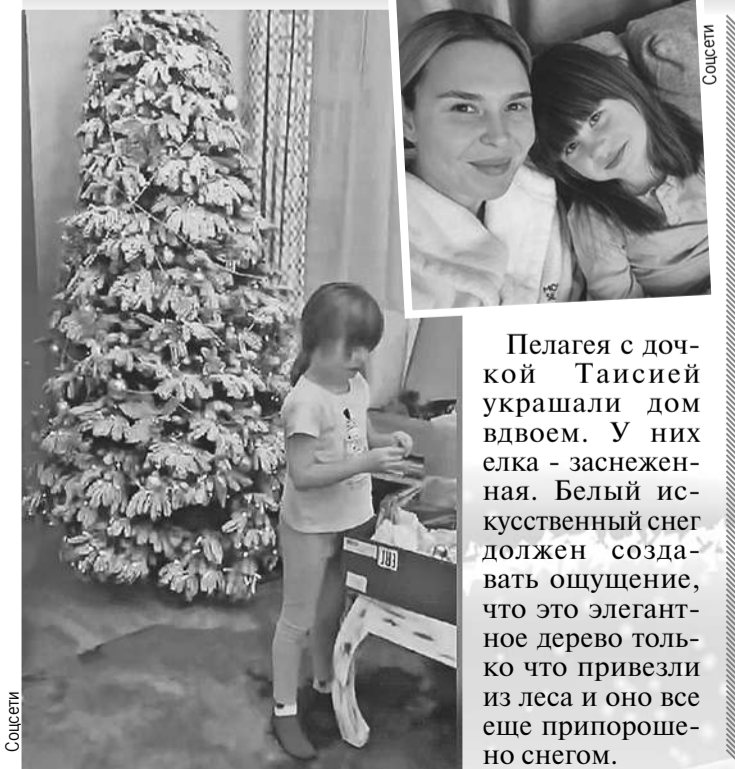 Соцсети
Пелагея с доч-
кой Таисией
украшали дом
вдвоем. У них
елка - заснежен-
ная. Белый ис-
кусственный снег
должен созда-
вать ощущение,
что это элегант-
ное дерево толь-
ко что привезли
из леса и оно все
еще припороше-
но снегом.
Соцсети